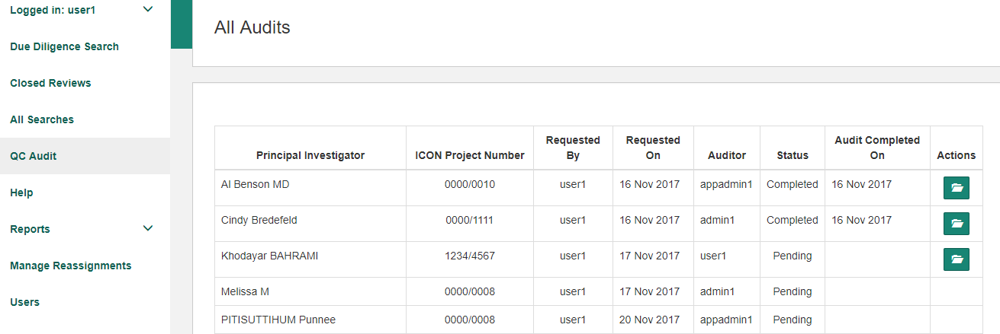 Logged in: user1
Due Diligence Search
Closed Reviews
All Searches
QC Audit
Help
Reports
Manage Reassignments
Users
All Audits
Principal Investigator ICON Project Number Requested By Requested On Auditor Status Audit Completed On Actions
Al Benson MD 0000/0010 user1 16 Nov 2017 appadmin1 Completed 16 Nov 2017
Cindy Bredefeld 0000/1111 user1 16 Nov 2017 admin1 Completed 16 Nov 2017
Khodayar BAHRAMI 1234/4567 user1 17 Nov 2017 user1 Pending
Melissa M 0000/0008 user1 17 Nov 2017 admin1 Pending
PITISUTTIHUM Punnee 0000/0008 user1 20 Nov 2017 appadmin1 Pending